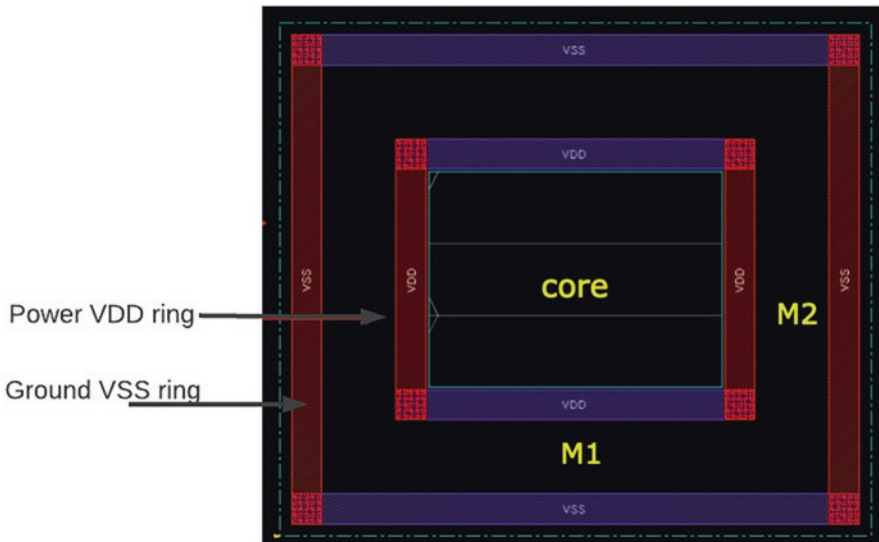 VSS
VDD
VSS
VDD
core
VDD
VSS
M2
Power VDD ring
Ground VSS ring
VDD
M1
VSS